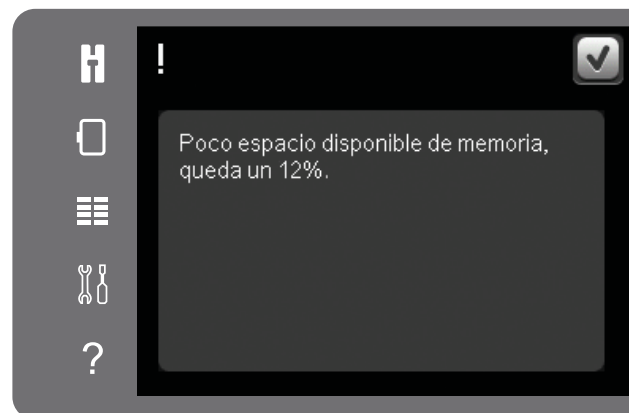 !
Poco espacio disponible de memoria,
queda un 12%.
?